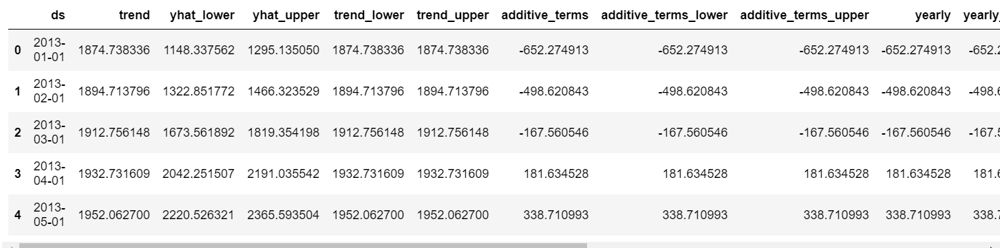 ds trend yhat_lower yhat_upper trend_lower trend_upper additive_terms additive_terms_lower additive_terms_upper yearly yearly_
0 2013-01-01 1874.738336 1148.337562 1295.135050 1874.738336 1874.738336 -652.274913 -652.274913 -652.274913 -652.274913 -652.2
1 2013-02-01 1894.713796 1322.851772 1466.323529 1894.713796 1894.713796 -498.620843 -498.620843 -498.620843 -498.620843 -498.6
2 2013-03-01 1912.756148 1673.561892 1819.354198 1912.756148 1912.756148 -167.560546 -167.560546 -167.560546 -167.560546 -167.5
3 2013-04-01 1932.731609 2042.251507 2191.035542 1932.731609 1932.731609 181.634528 181.634528 181.634528 181.634528 181.6
4 2013-05-01 1952.062700 2220.526321 2365.593504 1952.062700 1952.062700 338.710993 338.710993 338.710993 338.710993 338.7